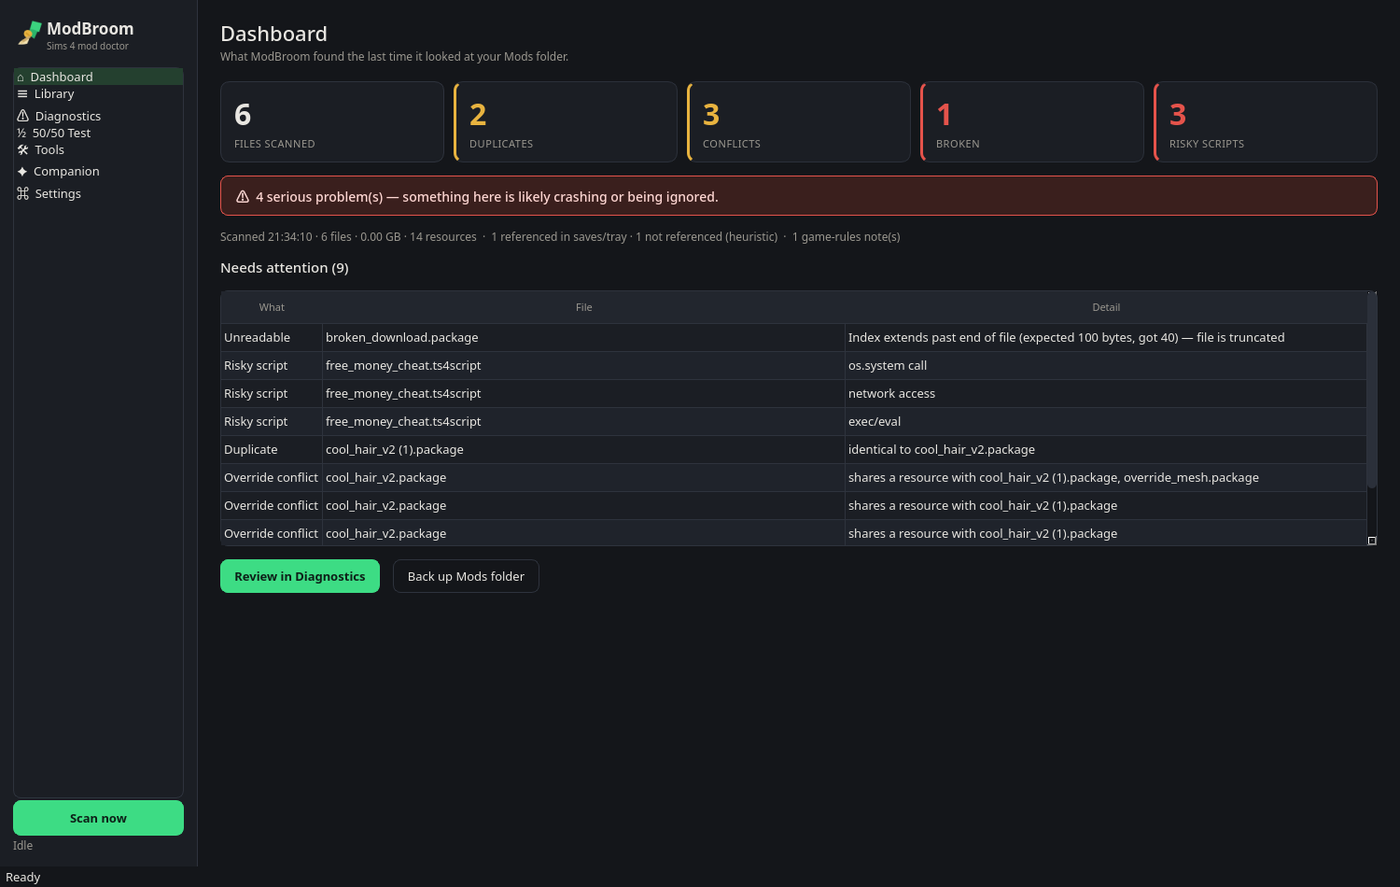 ModBroom
Sims 4 mod doctor
⌂ Dashboard
≡ Library
⚠ Diagnostics
½ 50/50 Test
🛠 Tools
✦ Companion
⌘ Settings
Scan now
Idle
Ready
Dashboard
What ModBroom found the last time it looked at your Mods folder.
6
FILES SCANNED
2
DUPLICATES
3
CONFLICTS
1
BROKEN
3
RISKY SCRIPTS
⚠ 4 serious problem(s) — something here is likely crashing or being ignored.
Scanned 21:34:10 · 6 files · 0.00 GB · 14 resources · 1 referenced in saves/tray · 1 not referenced (heuristic) · 1 game-rules note(s)
Needs attention (9)
What File Detail
Unreadable broken_download.package Index extends past end of file (expected 100 bytes, got 40) — file is truncated
Risky script free_money_cheat.ts4script os.system call
Risky script free_money_cheat.ts4script network access
Risky script free_money_cheat.ts4script exec/eval
Duplicate cool_hair_v2 (1).package identical to cool_hair_v2.package
Override conflict cool_hair_v2.package shares a resource with cool_hair_v2 (1).package, override_mesh.package
Override conflict cool_hair_v2.package shares a resource with cool_hair_v2 (1).package
Override conflict cool_hair_v2.package shares a resource with cool_hair_v2 (1).package
Review in Diagnostics
Back up Mods folder